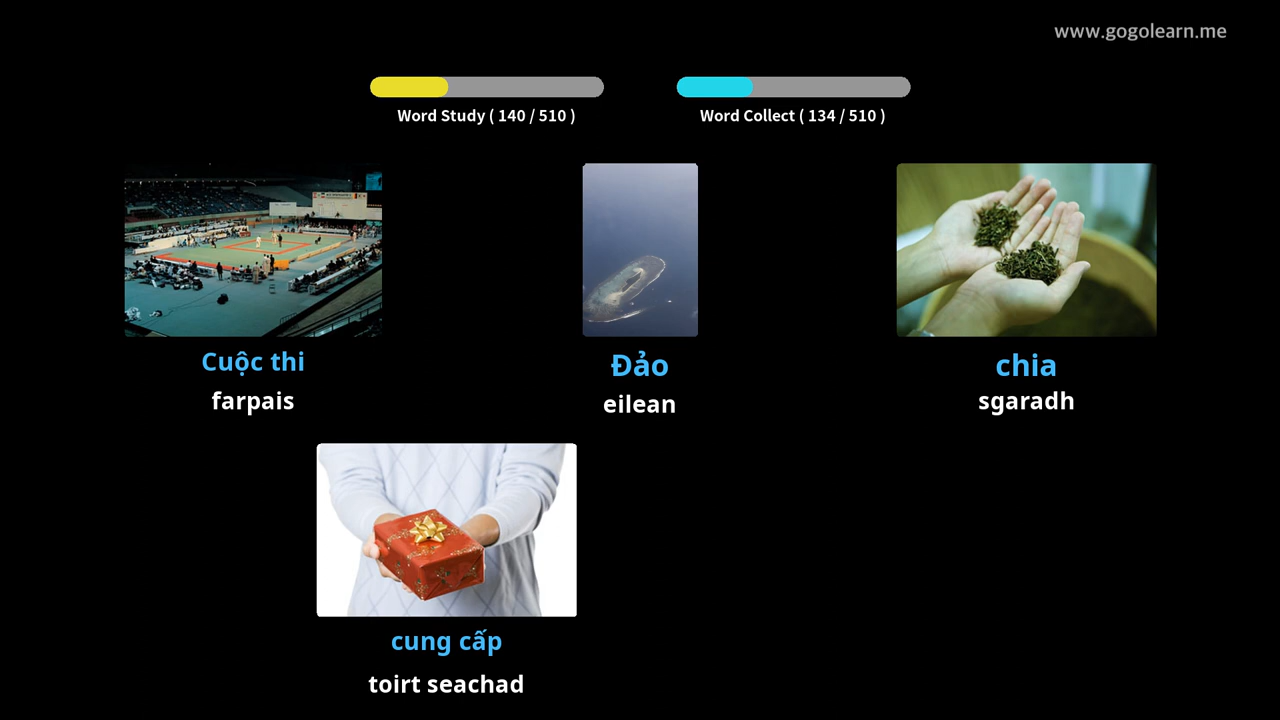 www.gogolearn.me
Word Study ( 140 / 510 )
Word Collect ( 134 / 510 )
Cuộc thi
farpais
Đảo
eilean
chia
sgaradh
cung cấp
toirt seachad